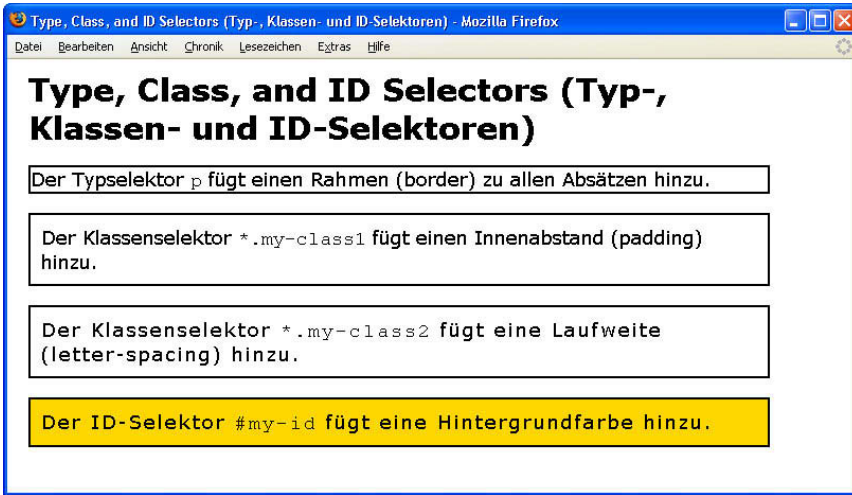 Type, Class, and ID Selectors (Typ-, Klassen- und ID-Selektoren) - Mozilla Firefox
Datei Bearbeiten Ansicht Chronik Lesezeichen Extras Hilfe
Type, Class, and ID Selectors (Typ-,
Klassen- und ID-Selektoren)
Der Typselektor p fügt einen Rahmen (border) zu allen Absätzen hinzu.
Der Klassenselektor *.my-class1 fügt einen Innenabstand (padding)
hinzu.
Der Klassenselektor *.my-class2 fügt eine Laufweite
(letter-spacing) hinzu.
Der ID-Selektor #my-id fügt eine Hintergrundfarbe hinzu.